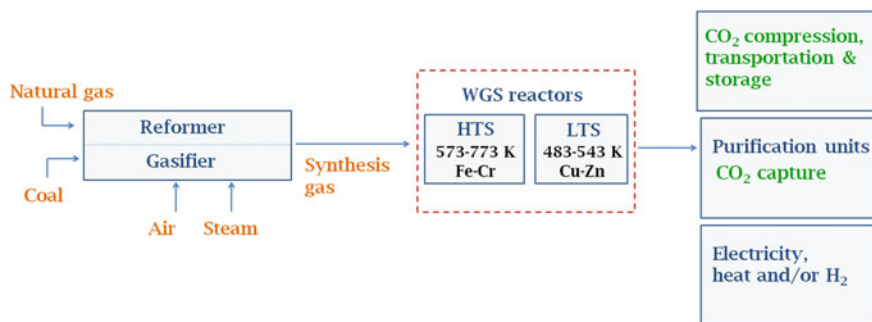 Natural gas
Coal
Reformer
Gasifier
Air
Steam
Synthesis
gas
WGS reactors
HTS
573-773 K
Fe-Cr
LTS
483-543 K
Cu-Zn
CO₂ compression,
transportation &
storage
Purification units
CO₂ capture
Electricity,
heat and/or H₂